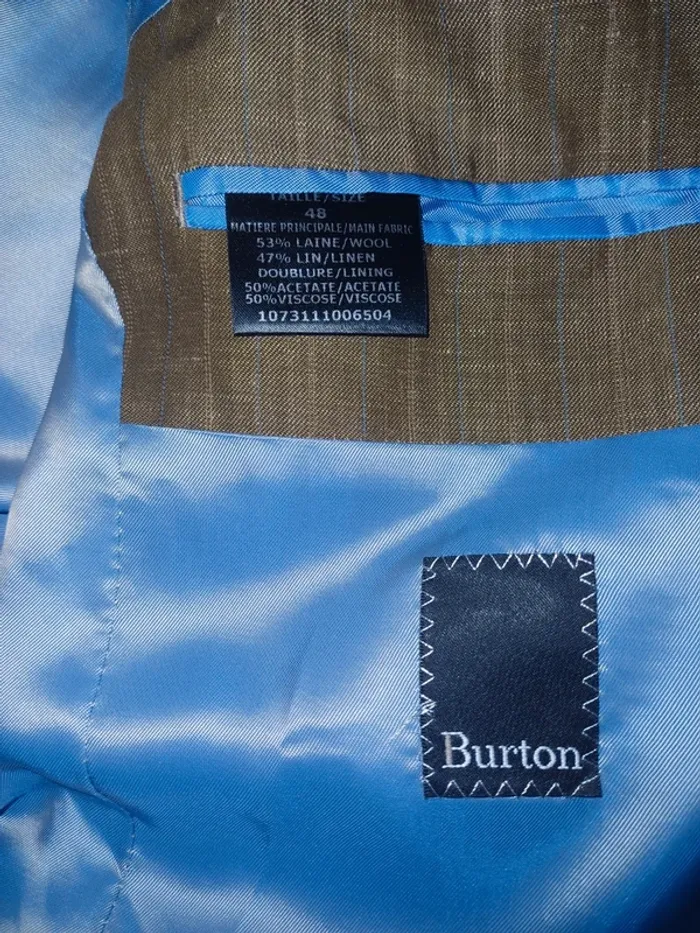 TAILLE/SIZE
48
MATIERE PRINCIPALE/MAIN FABRIC
53% LAINE/WOOL
47% LIN/LINEN
DOUBLURE/LINING
50%ACETATE/ACETATE
50%VISCOSE/VISCOSE
1073111006504
Burton